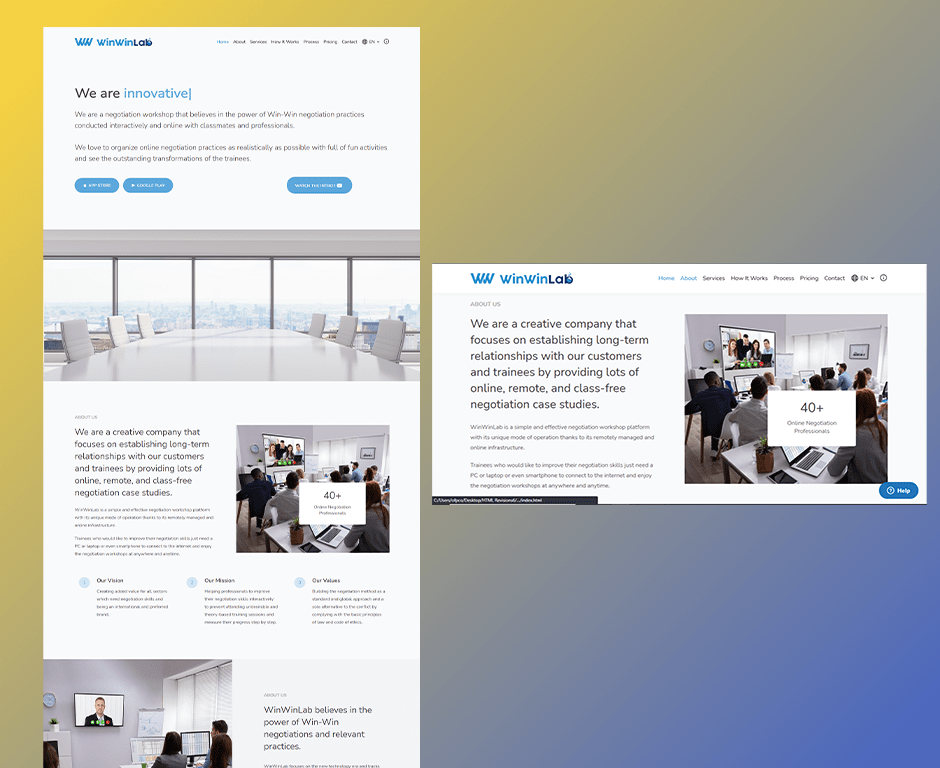 WinWinLab
Home About Services How It Works Process Pricing Contact EN
We are innovative|
We are a negotiation workshop that believes in the power of Win-Win negotiation practices
conducted interactively and online with classmates and professionals.
We love to organize online negotiation practices as realistically as possible with full of fun activities
and see the outstanding transformations of the trainees.
APP STORE GOOGLE PLAY WATCH THE INTRO!
ABOUT US
We are a creative company that
focuses on establishing long-term
relationships with our customers
and trainees by providing lots of
online, remote, and class-free
negotiation case studies.
WinWinLab is a simple and effective negotiation workshop platform
with its unique mode of operation thanks to its remotely managed and
online infrastructure.
Trainees who would like to improve their negotiation skills just need a
PC or laptop or even smartphone to connect to the internet and enjoy
the negotiation workshops at anywhere and anytime.
40+
Online Negotiation
Professionals
1 Our Vision
Creating added value for all sectors
which need negotiation skills and
being an international and preferred
brand.
2 Our Mission
Helping professionals to improve
their negotiation skills interactively
to prevent attending unplausible and
theory-based training sessions and
measure their progress step by step.
3 Our Values
Building the negotiation method as a
standard and global approach and a
sole alternative to the conflict by
complying with the basic principles
of law and code of ethics.
ABOUT US
WinWinLab believes in the
power of Win-Win
negotiations and relevant
practices.
WinWinLab focuses on the new technology era and tracts
WinWinLab
Home About Services How It Works Process Pricing Contact EN
ABOUT US
We are a creative company that
focuses on establishing long-term
relationships with our customers
and trainees by providing lots of
online, remote, and class-free
negotiation case studies.
WinWinLab is a simple and effective negotiation workshop platform
with its unique mode of operation thanks to its remotely managed and
online infrastructure.
Trainees who would like to improve their negotiation skills just need a
PC or laptop or even smartphone to connect to the internet and enjoy
the negotiation workshops at anywhere and anytime.
40+
Online Negotiation
Professionals
Help